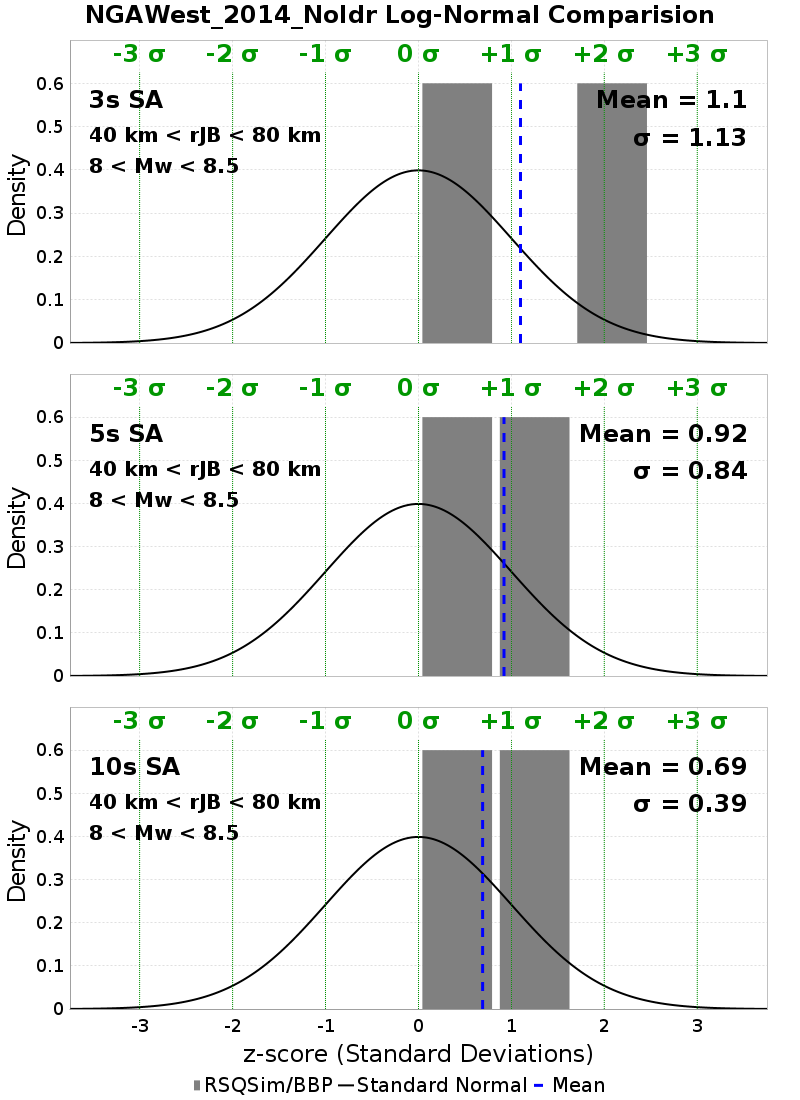 NGAWest_2014_NoIdr Log-Normal Comparision
-3 σ -2 σ -1 σ 0 σ +1 σ +2 σ +3 σ
0.6
3s SA
Mean = 1.1
0.5
40 km < rJB < 80 km
σ = 1.13
8 < Mw < 8.5
0.4
0.3
0.2
0.1
0
Density
-3 σ -2 σ -1 σ 0 σ +1 σ +2 σ +3 σ
0.6
5s SA
Mean = 0.92
0.5
40 km < rJB < 80 km
σ = 0.84
8 < Mw < 8.5
0.4
0.3
0.2
0.1
0
Density
-3 σ -2 σ -1 σ 0 σ +1 σ +2 σ +3 σ
0.6
10s SA
Mean = 0.69
0.5
40 km < rJB < 80 km
σ = 0.39
8 < Mw < 8.5
0.4
0.3
0.2
0.1
0
Density
-3 -2 -1 0 1 2 3
z-score (Standard Deviations)
RSQSim/BBP Standard Normal Mean